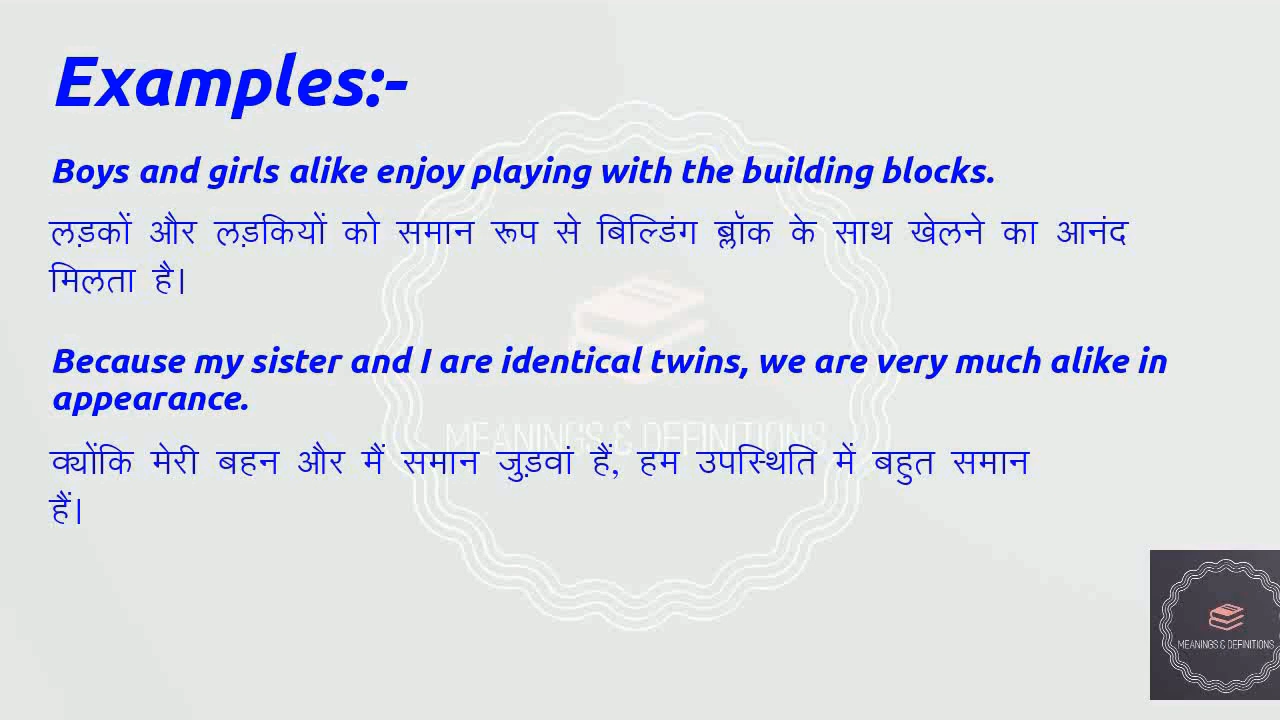 Examples:-
Boys and girls alike enjoy playing with the building blocks.
लड़कों और लड़कियों को समान रूप से बिल्डिंग ब्लॉक के साथ खेलने का आनंद
मिलता है।
Because my sister and I are identical twins, we are very much alike in
appearance.
क्योंकि मेरी बहन और मैं समान जुड़वां हैं, हम उपस्थिति में बहुत समान
हैं।
MEANINGS & DEFINITIONS
MEANINGS & DEFINITIONS